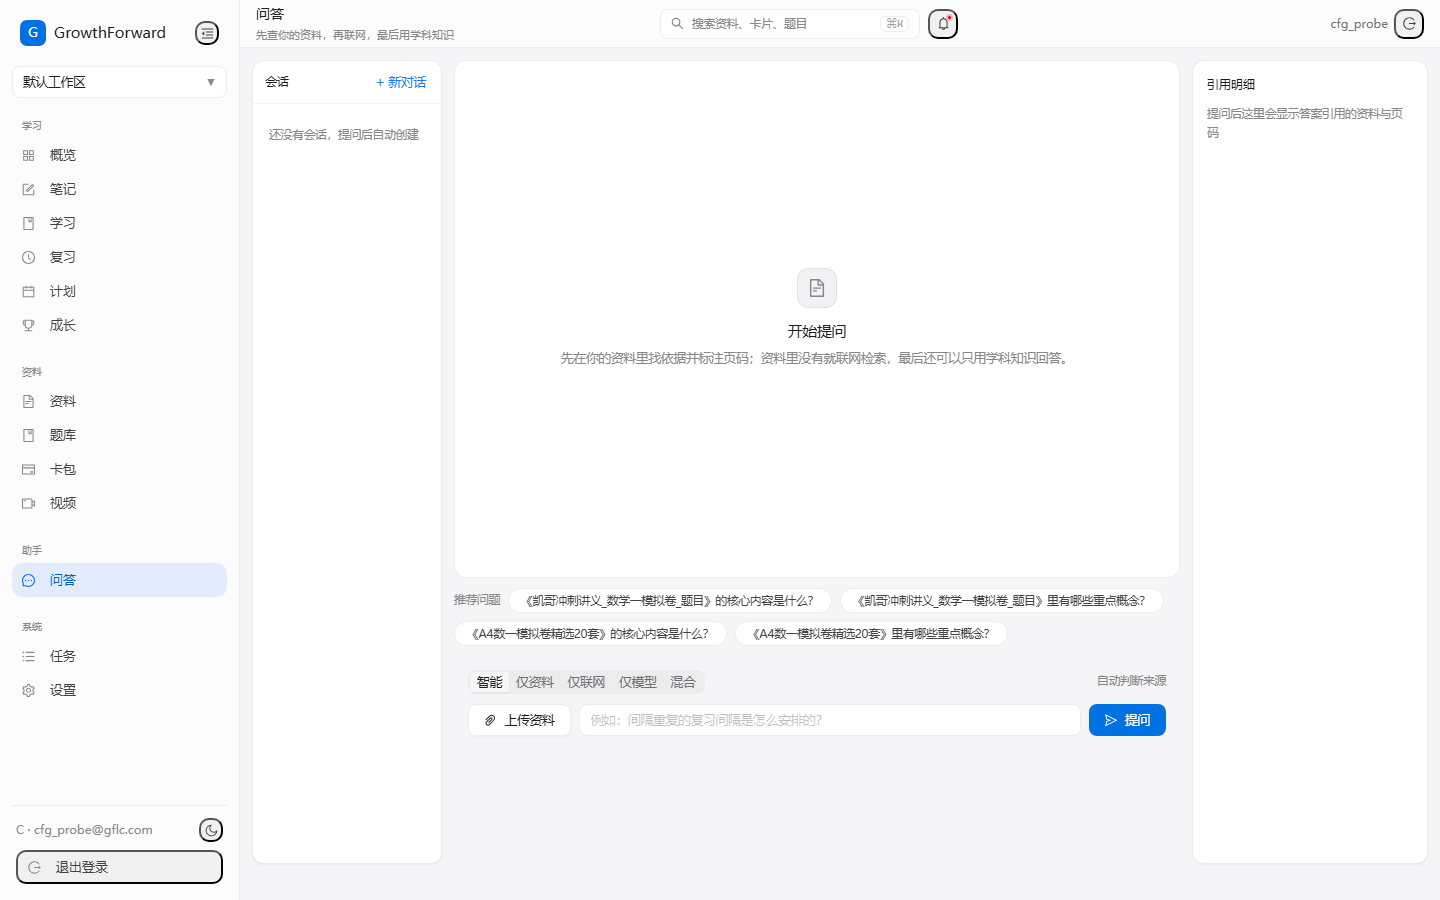 G GrowthForward
默认工作区 ▼
学习
概览
笔记
学习
复习
计划
成长
资料
资料
题库
卡包
视频
助手
问答
系统
任务
设置
C · cfg_probe@gflc.com
退出登录
问答
先查你的资料，再联网，最后用学科知识
搜索资料、卡片、题目 ⌘K
cfg_probe
会话 + 新对话
还没有会话，提问后自动创建
开始提问
先在你的资料里找依据并标注页码；资料里没有就联网检索，最后还可以只用学科知识回答。
推荐问题 《凯哥冲刺讲义_数学一模拟卷_题目》的核心内容是什么？ 《凯哥冲刺讲义_数学一模拟卷_题目》里有哪些重点概念？
《A4数一模拟卷精选20套》的核心内容是什么？ 《A4数一模拟卷精选20套》里有哪些重点概念？
智能 仅资料 仅联网 仅模型 混合 自动判断来源
上传资料 例如：间隔重复的复习间隔是怎么安排的？ 提问
引用明细
提问后这里会显示答案引用的资料与页
码